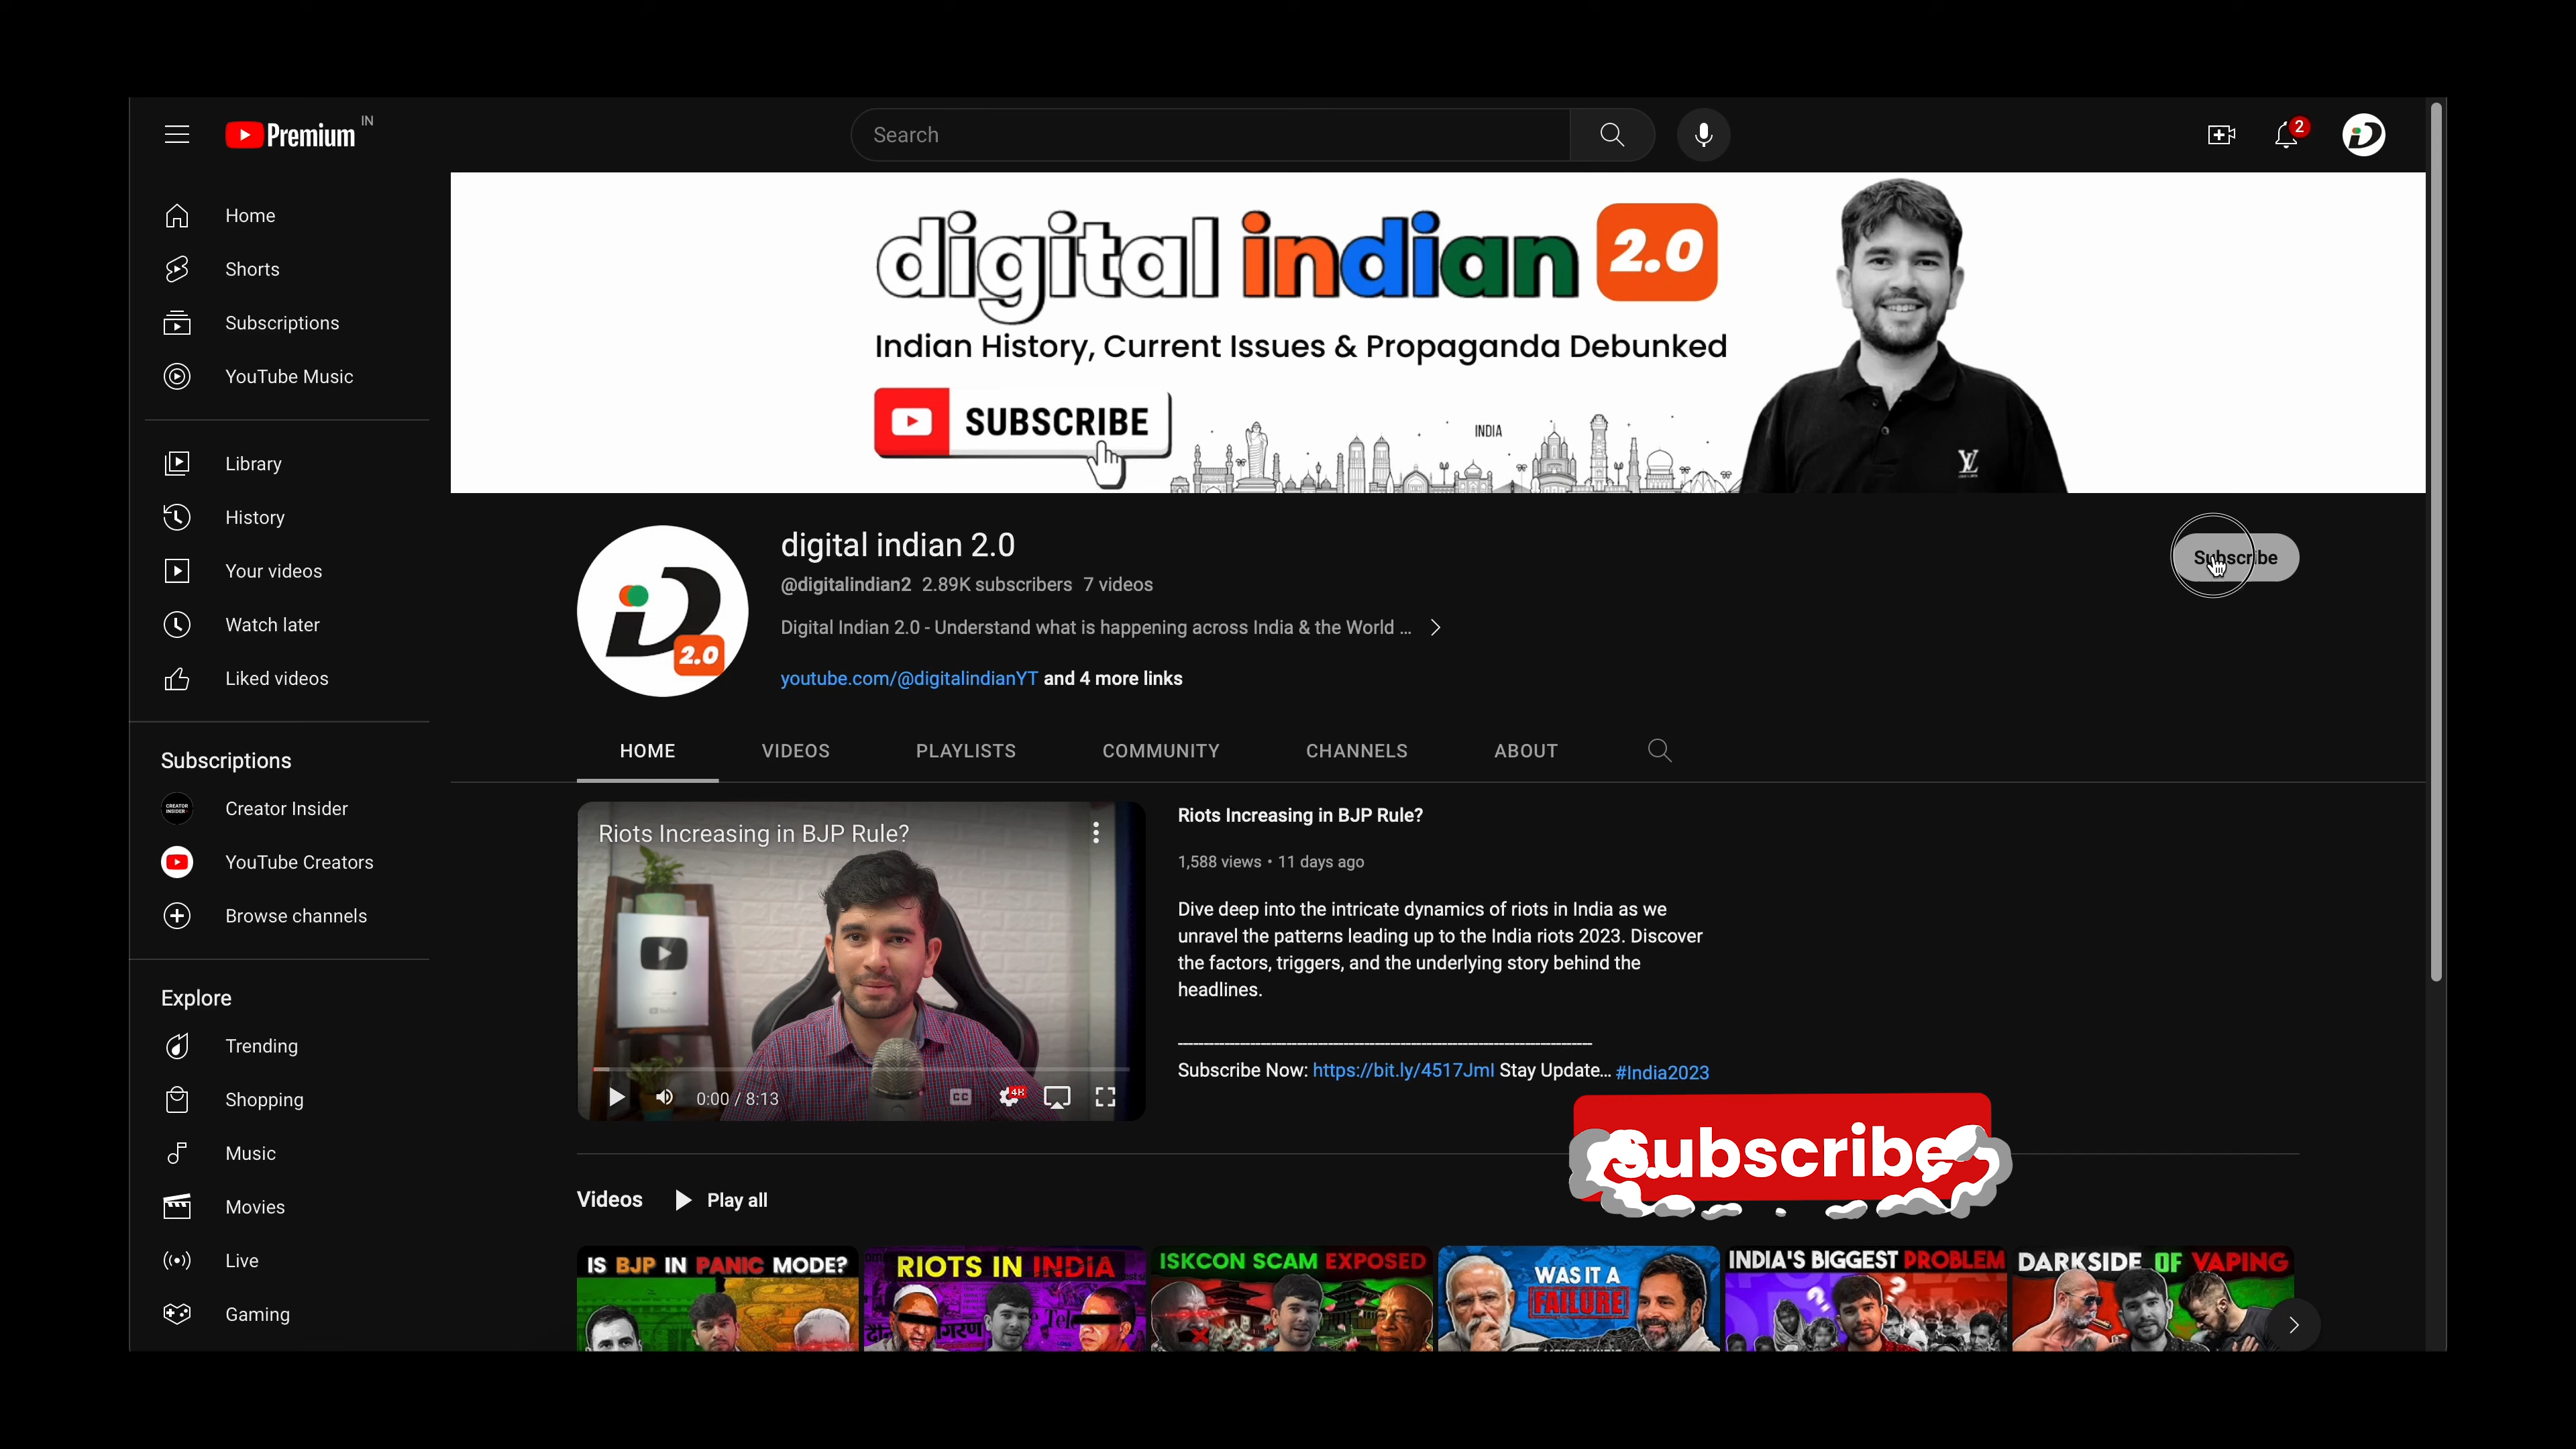 Premium IN
Search
2
Home
Shorts
Subscriptions
YouTube Music
Library
History
Your videos
Watch later
Liked videos
Subscriptions
Creator Insider
YouTube Creators
Browse channels
Explore
Trending
Shopping
Music
Movies
Live
Gaming
digital indian 2.0
Indian History, Current Issues & Propaganda Debunked
SUBSCRIBE
INDIA
iD 2.0
digital indian 2.0
@digitalindian2 2.89K subscribers 7 videos
Digital Indian 2.0 - Understand what is happening across India & the World ...
youtube.com/@digitalindianYT and 4 more links
Subscribe
HOME VIDEOS PLAYLISTS COMMUNITY CHANNELS ABOUT
Riots Increasing in BJP Rule?
0:00 / 8:13
CC
4K
Riots Increasing in BJP Rule?
1,588 views • 11 days ago
Dive deep into the intricate dynamics of riots in India as we
unravel the patterns leading up to the India riots 2023. Discover
the factors, triggers, and the underlying story behind the
headlines.
Subscribe Now: https://bit.ly/4517JmI Stay Update... #India2023
Subscribe
Videos Play all
IS BJP IN PANIC MODE?
RIOTS IN INDIA
ISKCON SCAM EXPOSED
WAS IT A
FAILURE
INDIA'S BIGGEST PROBLEM
DARKSIDE OF VAPING